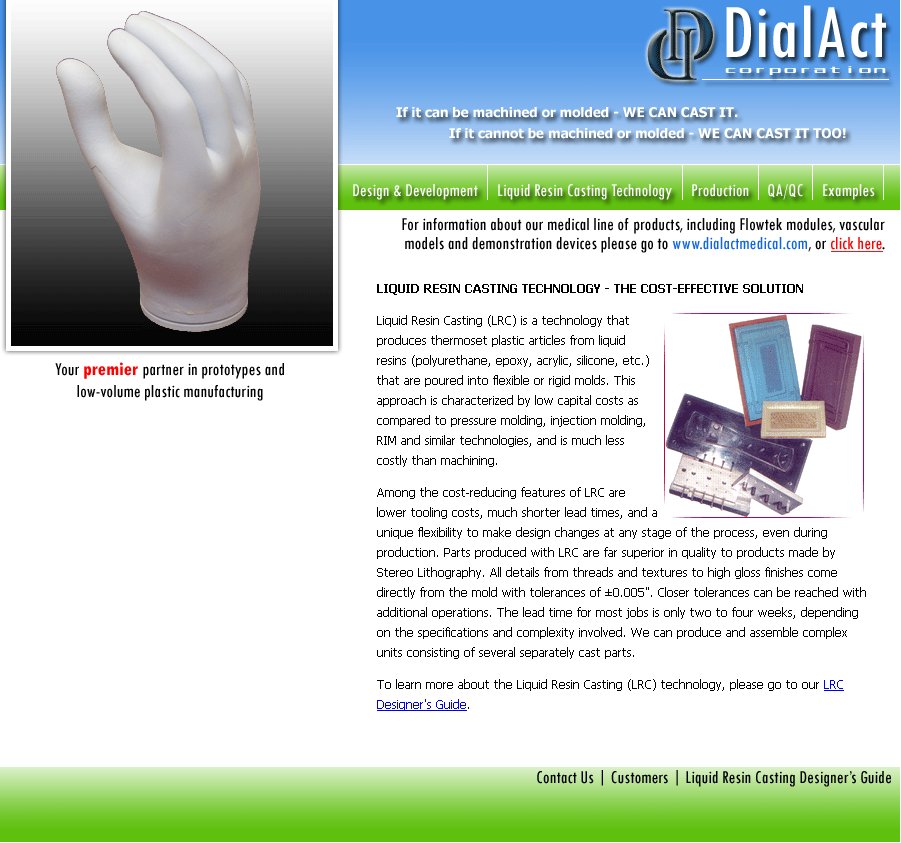 DialAct
corporation
If it can be machined or molded - WE CAN CAST IT.
If it cannot be machined or molded - WE CAN CAST IT TOO!
Design & Development
Liquid Resin Casting Technology
Production
QA/QC
Examples
For information about our medical line of products, including Flowtek modules, vascular
models and demonstration devices please go to www.dialactmedical.com, or click here.
Your premier partner in prototypes and
low-volume plastic manufacturing
LIQUID RESIN CASTING TECHNOLOGY - THE COST-EFFECTIVE SOLUTION
Liquid Resin Casting (LRC) is a technology that
produces thermoset plastic articles from liquid
resins (polyurethane, epoxy, acrylic, silicone, etc.)
that are poured into flexible or rigid molds. This
approach is characterized by low capital costs as
compared to pressure molding, injection molding,
RIM and similar technologies, and is much less
costly than machining.
Among the cost-reducing features of LRC are
lower tooling costs, much shorter lead times, and a
unique flexibility to make design changes at any stage of the process, even during
production. Parts produced with LRC are far superior in quality to products made by
Stereo Lithography. All details from threads and textures to high gloss finishes come
directly from the mold with tolerances of ±0.005". Closer tolerances can be reached with
additional operations. The lead time for most jobs is only two to four weeks, depending
on the specifications and complexity involved. We can produce and assemble complex
units consisting of several separately cast parts.
To learn more about the Liquid Resin Casting (LRC) technology, please go to our LRC
Designer's Guide.
Contact Us | Customers | Liquid Resin Casting Designer's Guide